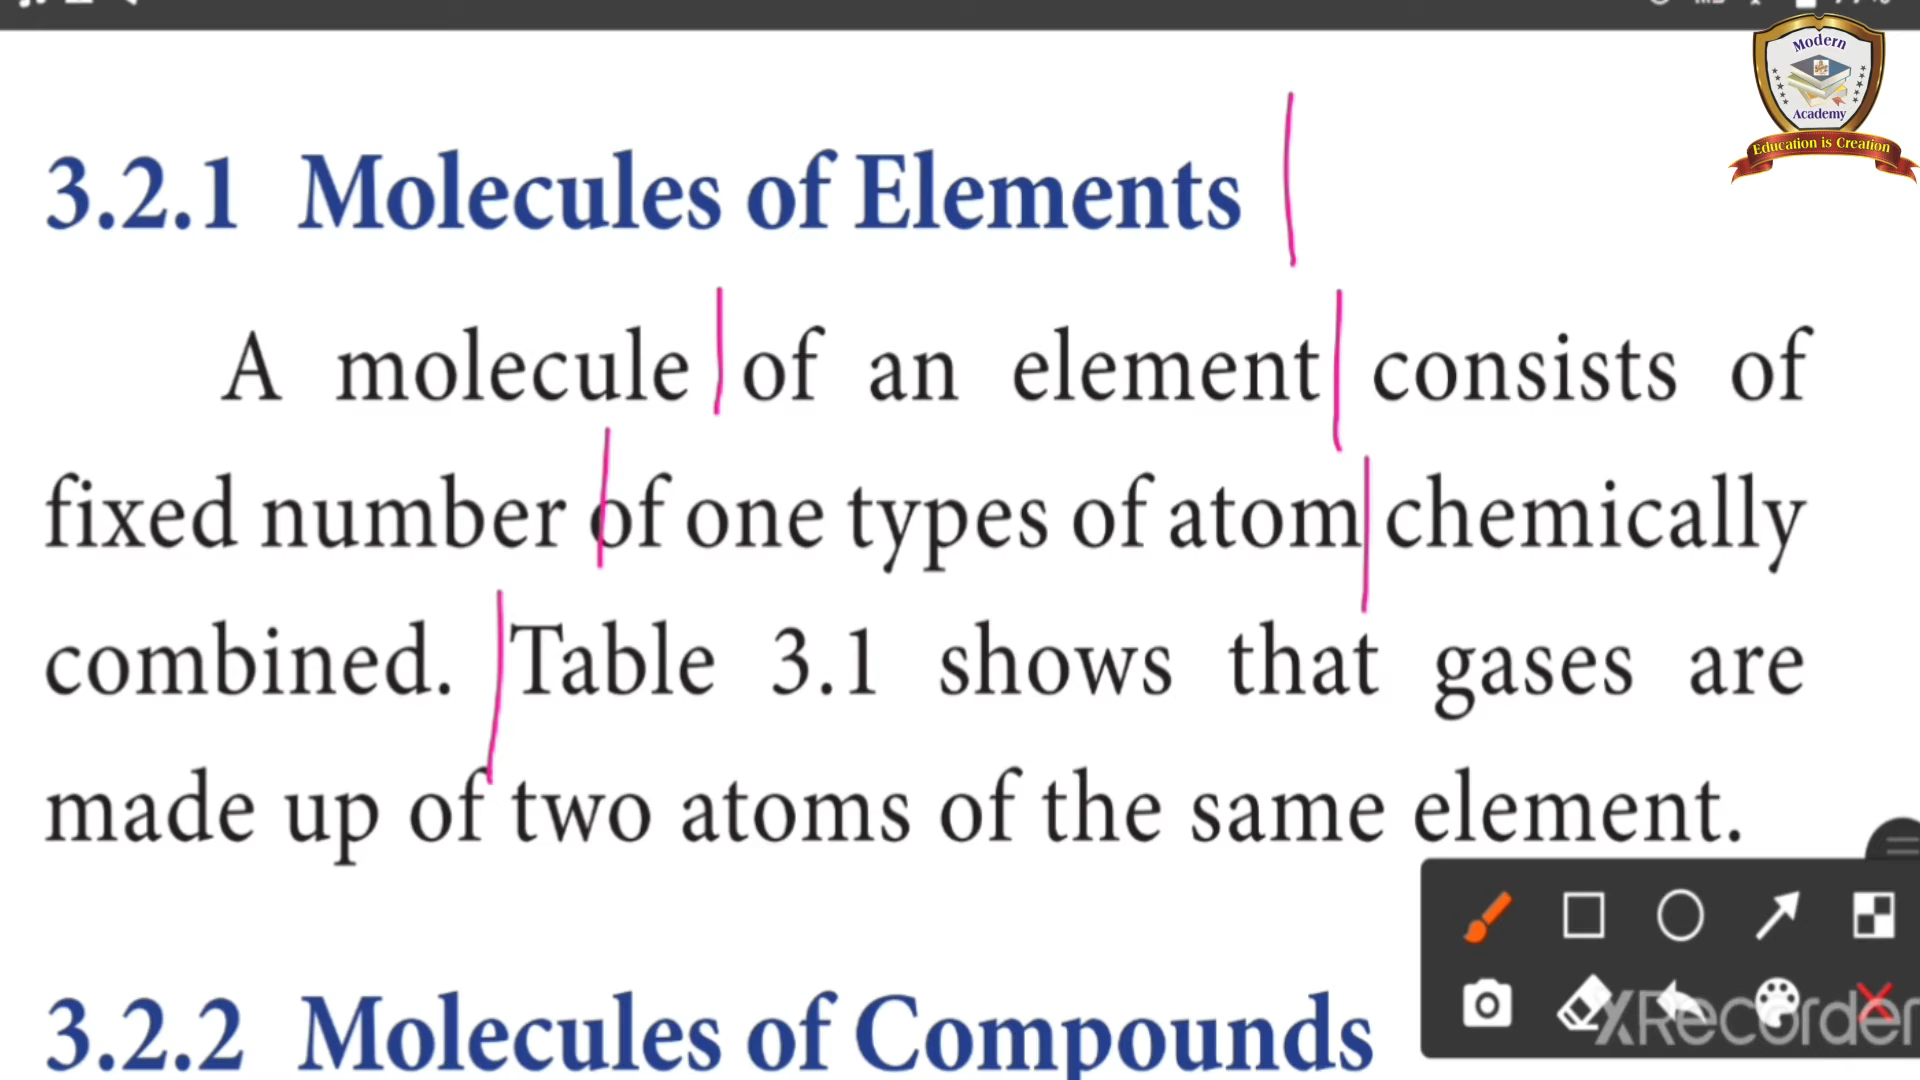 Modern
Academy
Education is Creation
3.2.1 Molecules of Elements
A molecule of an element consists of
fixed number of one types of atom chemically
combined. Table 3.1 shows that gases are
made up of two atoms of the same element.
3.2.2 Molecules of Compounds
XRecorder